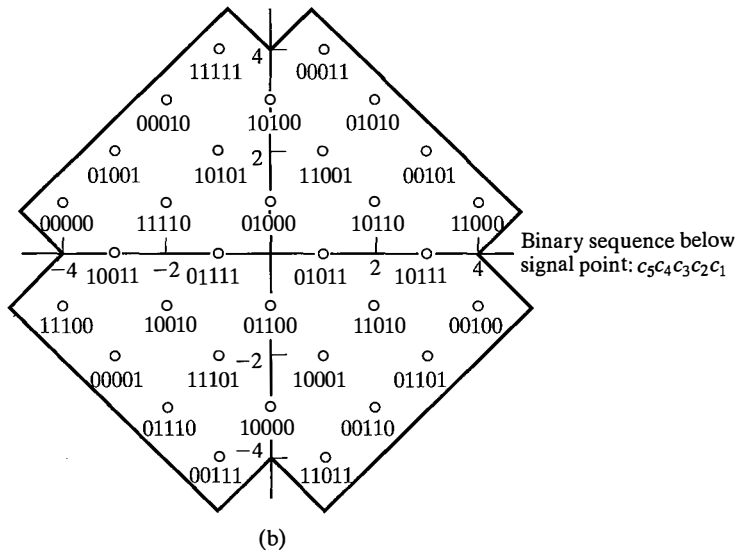 4
11111 00011
00010 10100 01010
2
01001 10101 11001 00101
00000 11110 01000 10110 11000
Binary sequence below
signal point: c₅c₄c₃c₂c₁
−4 10011 −2 01111 01011 2 10111 4
11100 10010 01100 11010 00100
−2
00001 11101 10001 01101
01110 10000 00110
−4
00111 11011
(b)